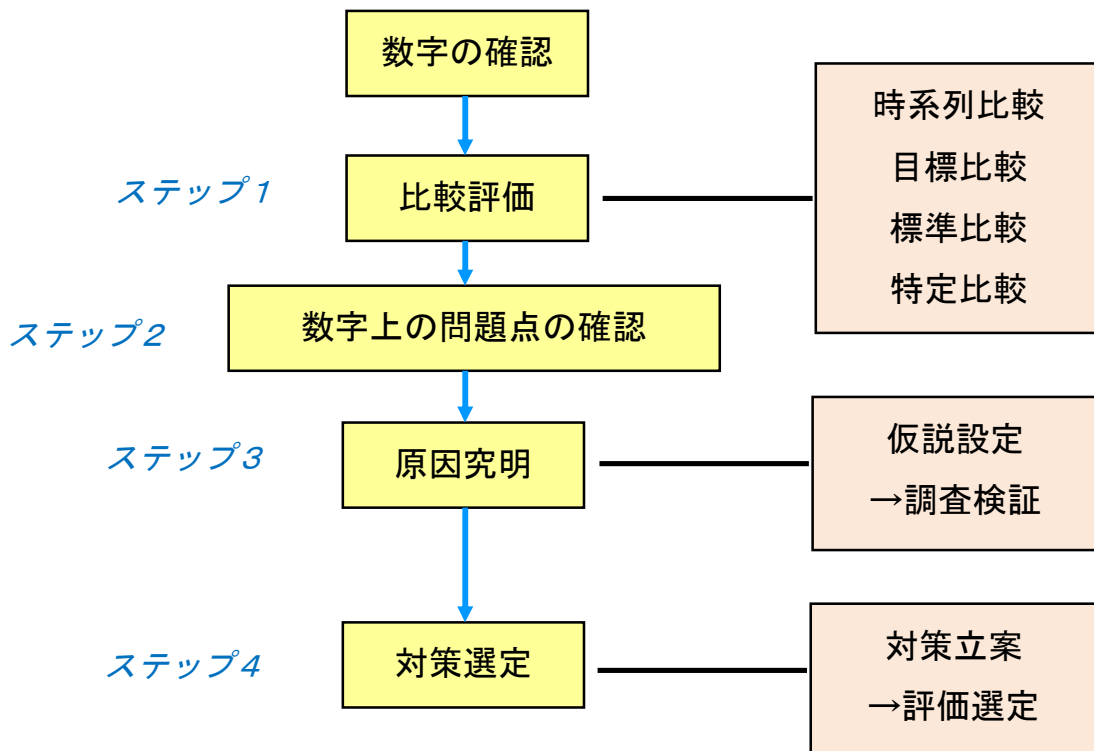 数字の確認
ステップ１
比較評価
時系列比較
目標比較
標準比較
特定比較
ステップ２
数字上の問題点の確認
ステップ３
原因究明
仮説設定
→調査検証
ステップ４
対策選定
対策立案
→評価選定